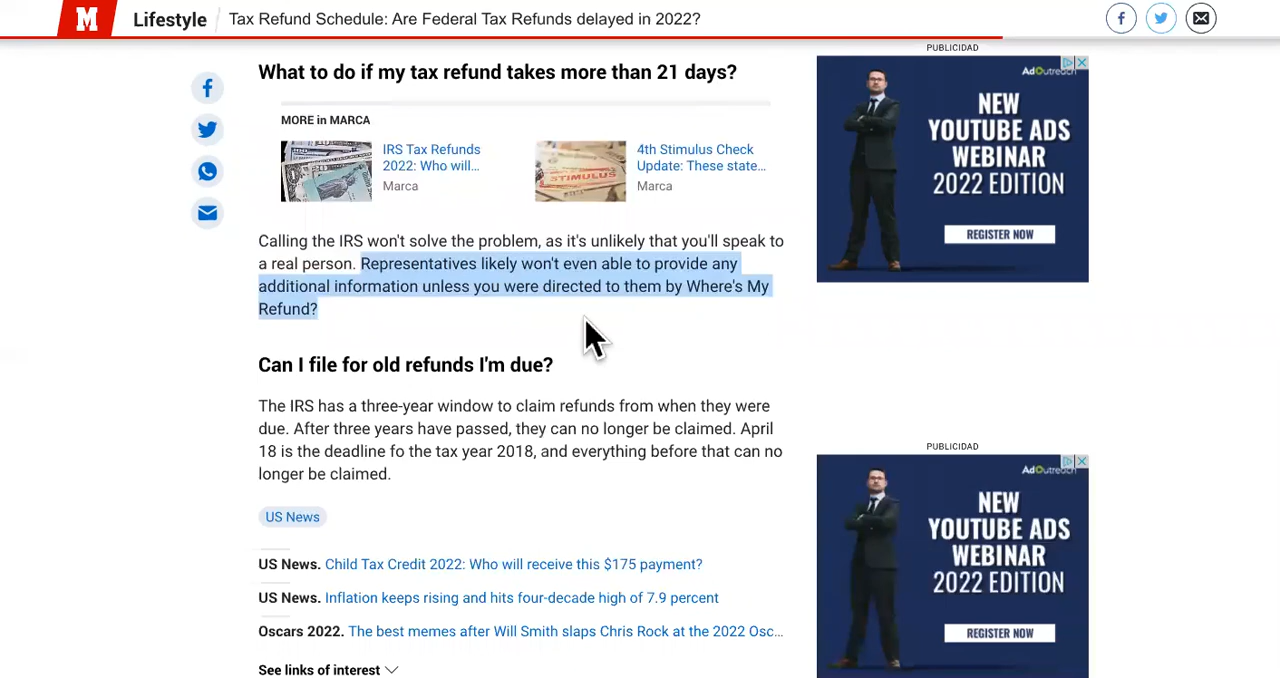 M Lifestyle Tax Refund Schedule: Are Federal Tax Refunds delayed in 2022?
What to do if my tax refund takes more than 21 days?
MORE in MARCA
IRS Tax Refunds
2022: Who will...
Marca
STIMULUS
4th Stimulus Check
Update: These state...
Marca
Calling the IRS won't solve the problem, as it's unlikely that you'll speak to
a real person. Representatives likely won't even able to provide any
additional information unless you were directed to them by Where's My
Refund?
Can I file for old refunds I'm due?
The IRS has a three-year window to claim refunds from when they were
due. After three years have passed, they can no longer be claimed. April
18 is the deadline fo the tax year 2018, and everything before that can no
longer be claimed.
US News
US News. Child Tax Credit 2022: Who will receive this $175 payment?
US News. Inflation keeps rising and hits four-decade high of 7.9 percent
Oscars 2022. The best memes after Will Smith slaps Chris Rock at the 2022 Osc...
See links of interest
PUBLICIDAD
AdOutreach
NEW
YOUTUBE ADS
WEBINAR
2022 EDITION
REGISTER NOW
PUBLICIDAD
AdOutreach
NEW
YOUTUBE ADS
WEBINAR
2022 EDITION
REGISTER NOW